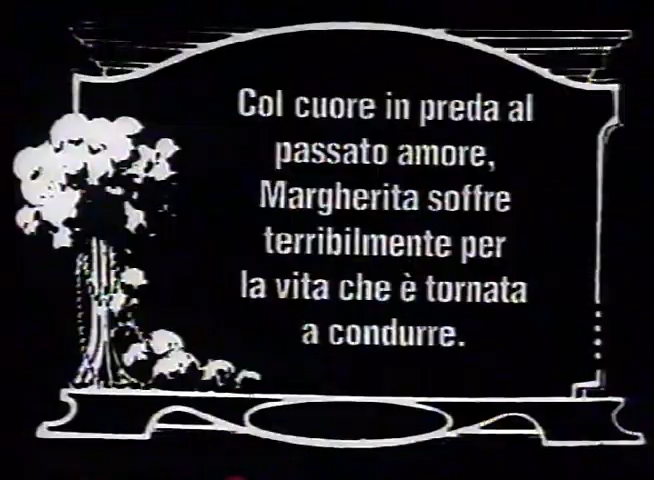 Col cuore in preda al
passato amore,
Margherita soffre
terribilmente per
la vita che è tornata
a condurre.